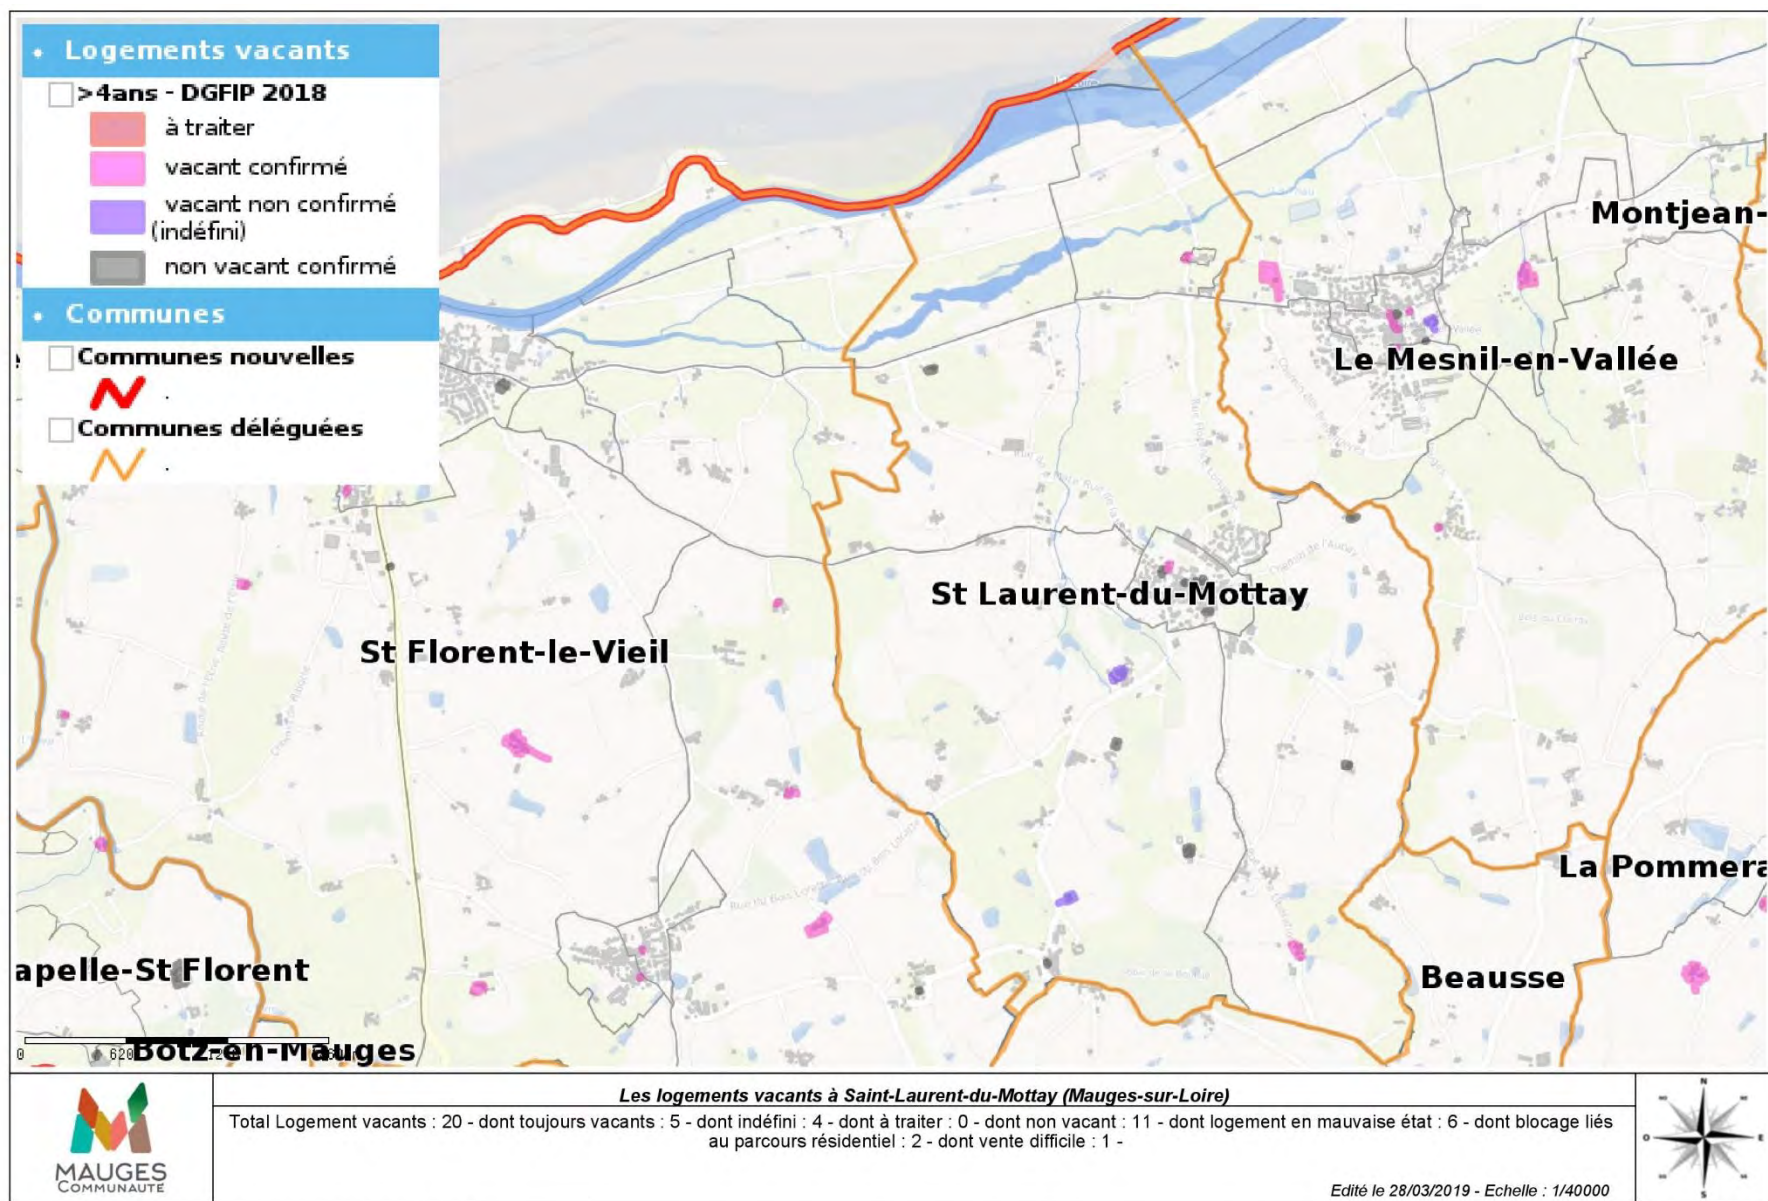 Logements vacants
>4ans - DGFIP 2018
à traiter
vacant confirmé
vacant non confirmé
(indéfini)
non vacant confirmé
Communes
Communes nouvelles
.
Communes déléguées
.
Montjean-
Le Mesnil-en-Vallée
St Laurent-du-Mottay
St Florent-le-Vieil
La Pommera
apelle-St Florent
Beausse
Botz-en-Mauges
0 620
Chemin de l'Aubay
MAUGES
COMMUNAUTÉ
Les logements vacants à Saint-Laurent-du-Mottay (Mauges-sur-Loire)
Total Logement vacants : 20 - dont toujours vacants : 5 - dont indéfini : 4 - dont à traiter : 0 - dont non vacant : 11 - dont logement en mauvaise état : 6 - dont blocage liés
au parcours résidentiel : 2 - dont vente difficile : 1 -
Edité le 28/03/2019 - Echelle : 1/40000
N
O
E
S